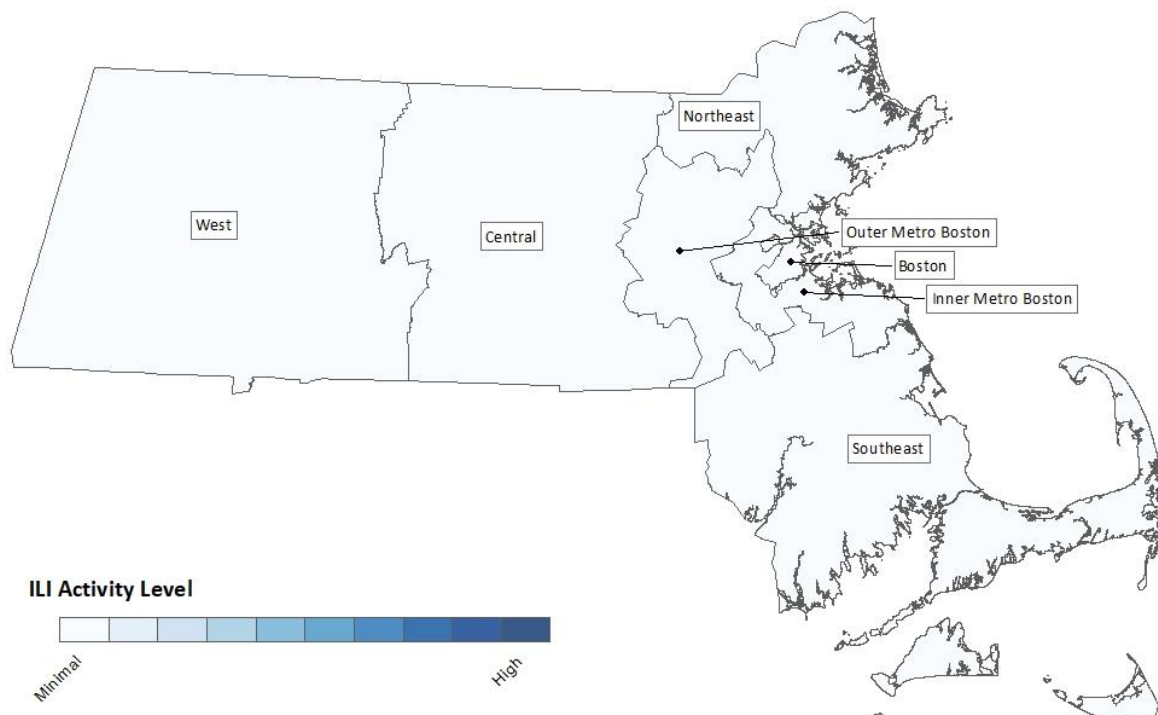 Northeast
West
Central
Outer Metro Boston
Boston
Inner Metro Boston
Southeast
ILI Activity Level
Minimal
High